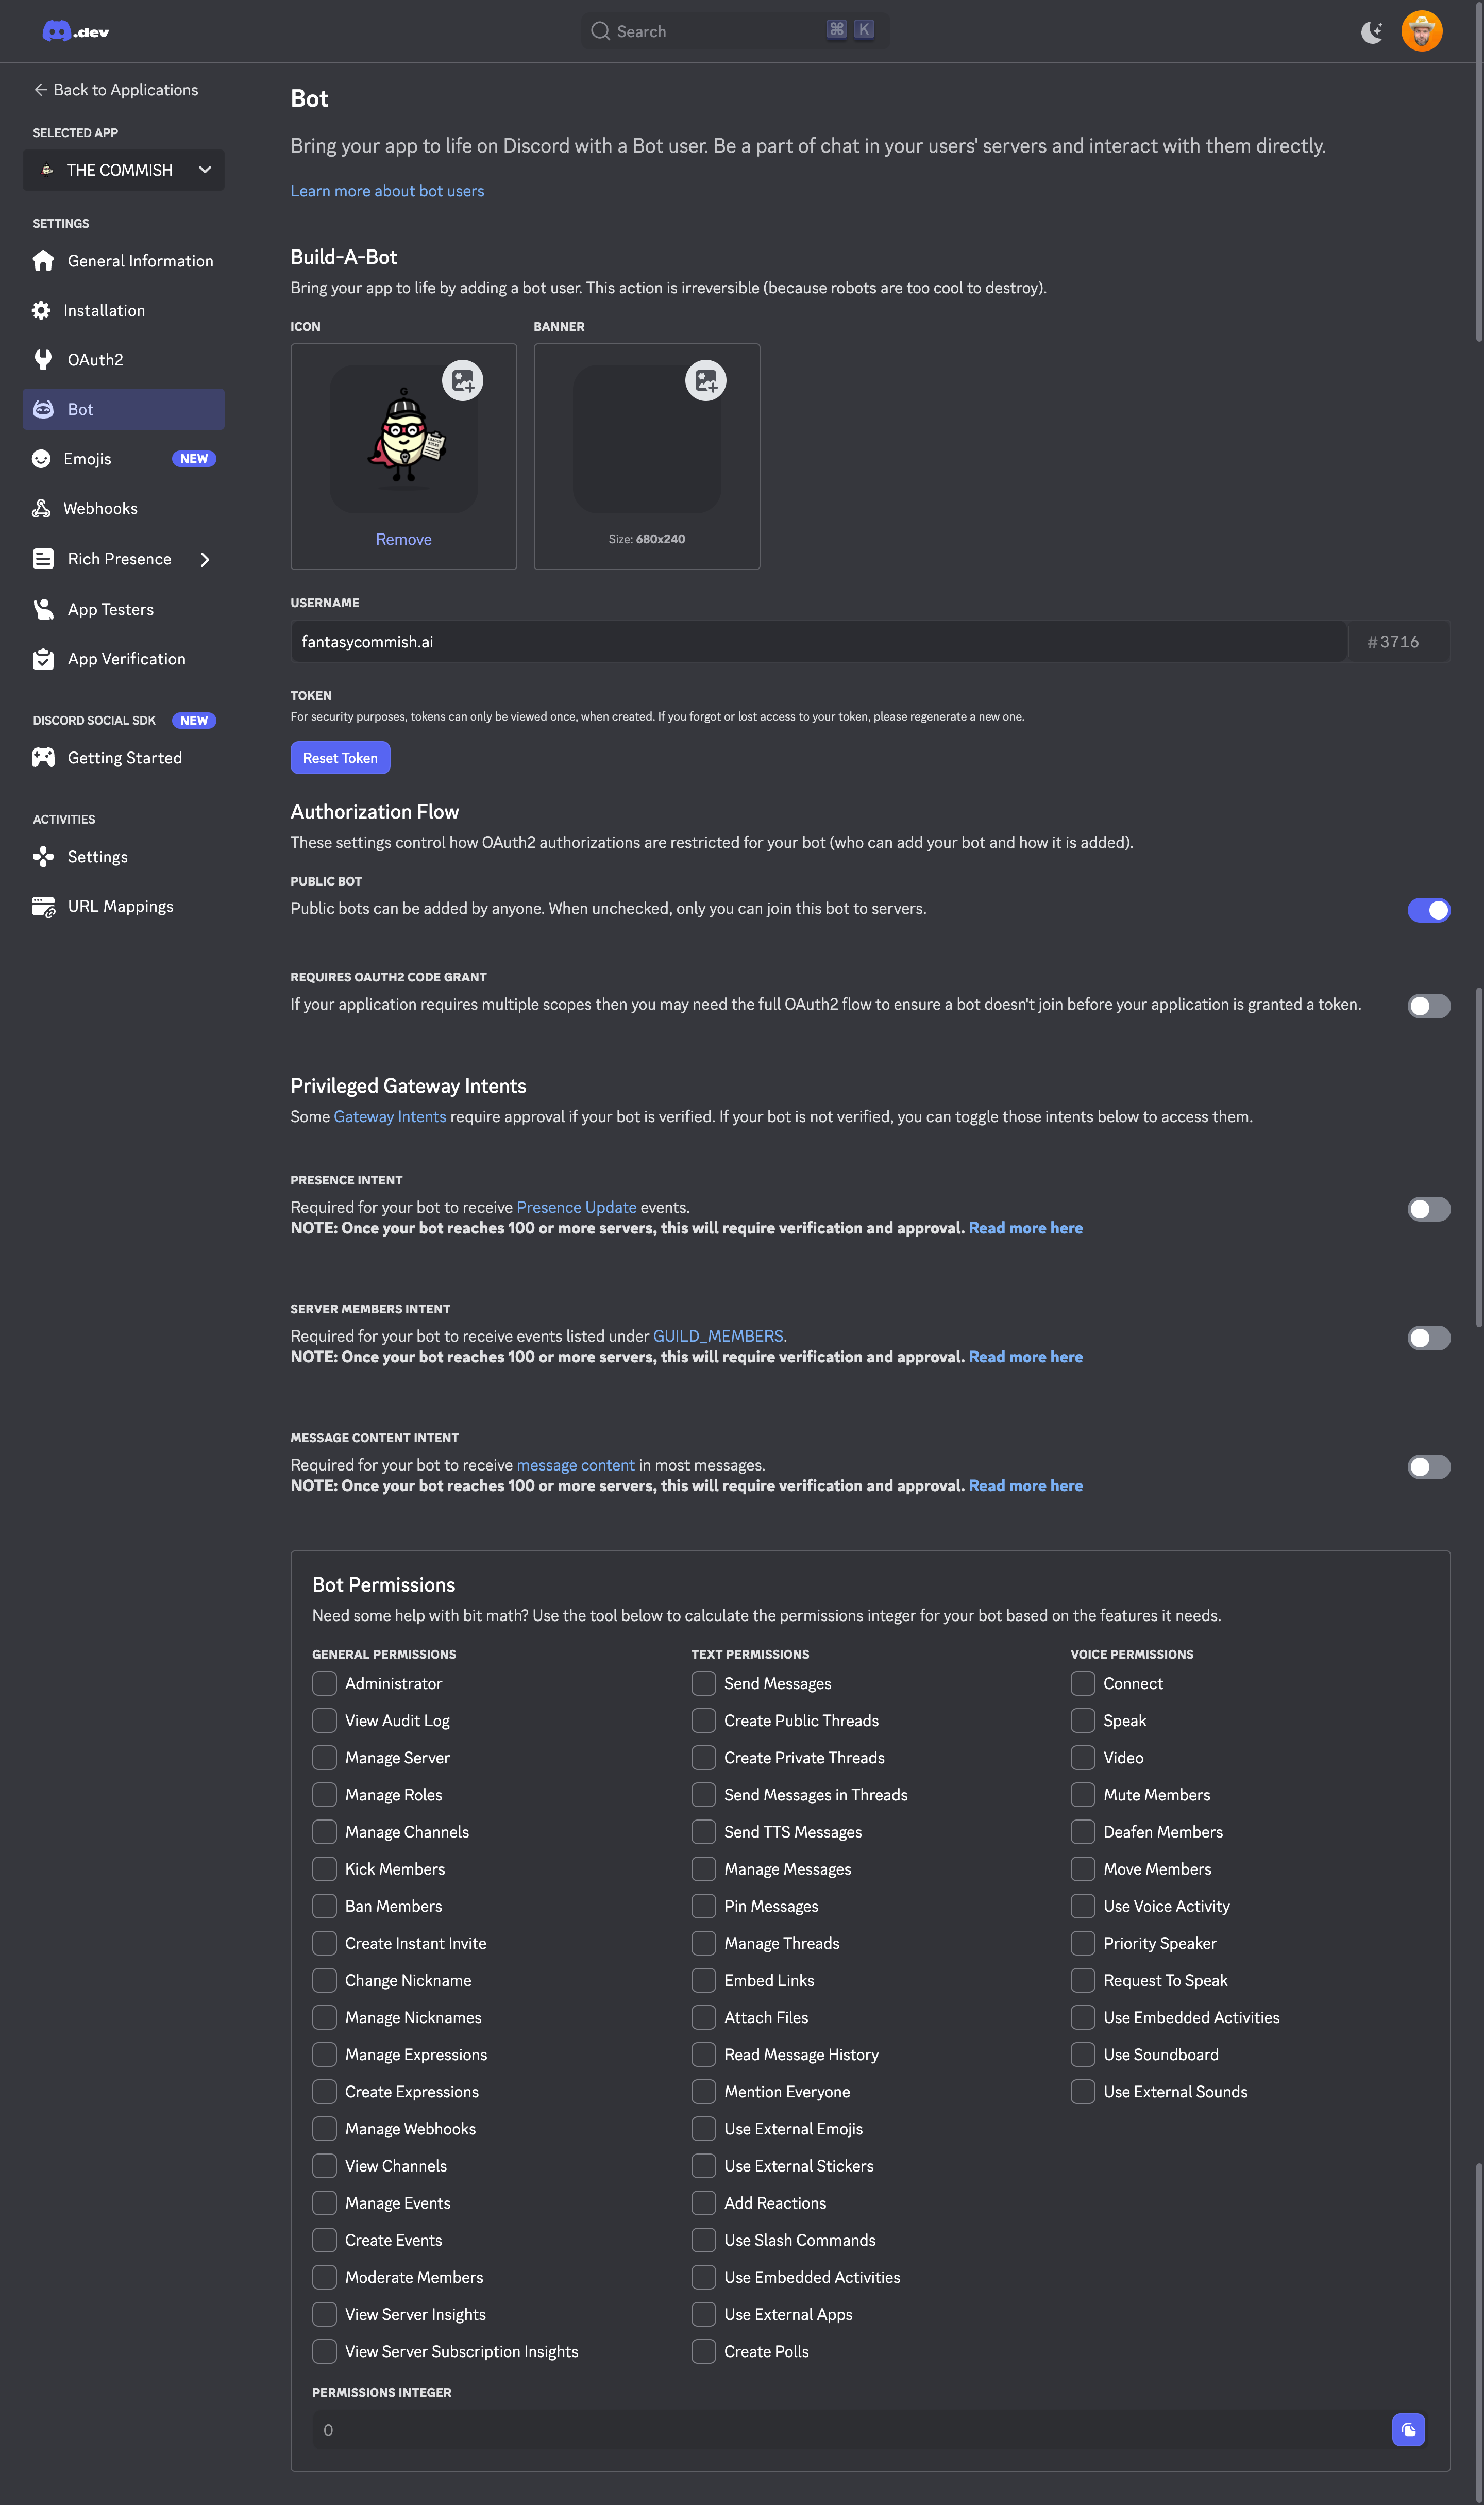 .dev
Search
⌘ K
Back to Applications
SELECTED APP
THE COMMISH
SETTINGS
General Information
Installation
OAuth2
Bot
Emojis NEW
Webhooks
Rich Presence
App Testers
App Verification
DISCORD SOCIAL SDK NEW
Getting Started
ACTIVITIES
Settings
URL Mappings
Bot
Bring your app to life on Discord with a Bot user. Be a part of chat in your users' servers and interact with them directly.
Learn more about bot users
Build-A-Bot
Bring your app to life by adding a bot user. This action is irreversible (because robots are too cool to destroy).
ICON
G
Remove
BANNER
Size: 680x240
USERNAME
fantasycommish.ai
#3716
TOKEN
For security purposes, tokens can only be viewed once, when created. If you forgot or lost access to your token, please regenerate a new one.
Reset Token
Authorization Flow
These settings control how OAuth2 authorizations are restricted for your bot (who can add your bot and how it is added).
PUBLIC BOT
Public bots can be added by anyone. When unchecked, only you can join this bot to servers.
REQUIRES OAUTH2 CODE GRANT
If your application requires multiple scopes then you may need the full OAuth2 flow to ensure a bot doesn't join before your application is granted a token.
Privileged Gateway Intents
Some Gateway Intents require approval if your bot is verified. If your bot is not verified, you can toggle those intents below to access them.
PRESENCE INTENT
Required for your bot to receive Presence Update events.
NOTE: Once your bot reaches 100 or more servers, this will require verification and approval. Read more here
SERVER MEMBERS INTENT
Required for your bot to receive events listed under GUILD_MEMBERS.
NOTE: Once your bot reaches 100 or more servers, this will require verification and approval. Read more here
MESSAGE CONTENT INTENT
Required for your bot to receive message content in most messages.
NOTE: Once your bot reaches 100 or more servers, this will require verification and approval. Read more here
Bot Permissions
Need some help with bit math? Use the tool below to calculate the permissions integer for your bot based on the features it needs.
GENERAL PERMISSIONS
Administrator
View Audit Log
Manage Server
Manage Roles
Manage Channels
Kick Members
Ban Members
Create Instant Invite
Change Nickname
Manage Nicknames
Manage Expressions
Create Expressions
Manage Webhooks
View Channels
Manage Events
Create Events
Moderate Members
View Server Insights
View Server Subscription Insights
TEXT PERMISSIONS
Send Messages
Create Public Threads
Create Private Threads
Send Messages in Threads
Send TTS Messages
Manage Messages
Pin Messages
Manage Threads
Embed Links
Attach Files
Read Message History
Mention Everyone
Use External Emojis
Use External Stickers
Add Reactions
Use Slash Commands
Use Embedded Activities
Use External Apps
Create Polls
VOICE PERMISSIONS
Connect
Speak
Video
Mute Members
Deafen Members
Move Members
Use Voice Activity
Priority Speaker
Request To Speak
Use Embedded Activities
Use Soundboard
Use External Sounds
PERMISSIONS INTEGER
0